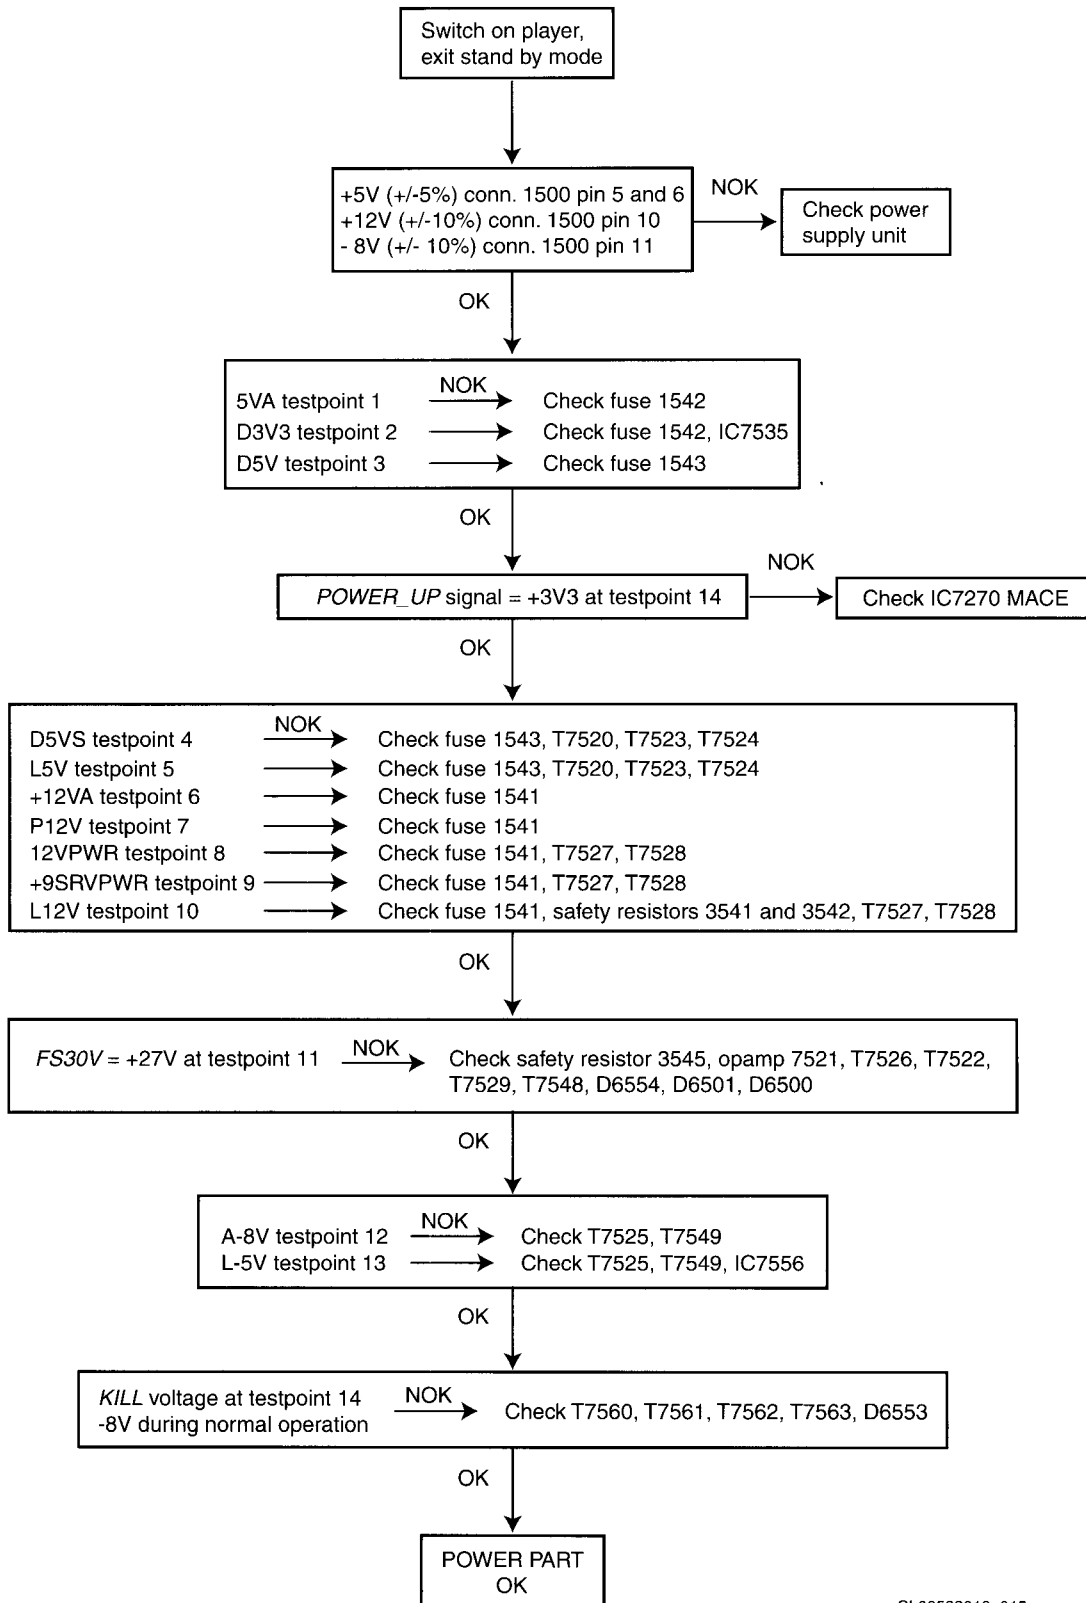 Switch on player,
exit stand by mode
+5V (+/-5%) conn. 1500 pin 5 and 6
+12V (+/-10%) conn. 1500 pin 10
- 8V (+/- 10%) conn. 1500 pin 11
NOK
Check power
supply unit
OK
5VA testpoint 1 NOK Check fuse 1542
D3V3 testpoint 2 Check fuse 1542, IC7535
D5V testpoint 3 Check fuse 1543
OK
POWER_UP signal = +3V3 at testpoint 14
NOK
Check IC7270 MACE
OK
D5VS testpoint 4 NOK Check fuse 1543, T7520, T7523, T7524
L5V testpoint 5 Check fuse 1543, T7520, T7523, T7524
+12VA testpoint 6 Check fuse 1541
P12V testpoint 7 Check fuse 1541
12VPWR testpoint 8 Check fuse 1541, T7527, T7528
+9SRVPWR testpoint 9 Check fuse 1541, T7527, T7528
L12V testpoint 10 Check fuse 1541, safety resistors 3541 and 3542, T7527, T7528
OK
FS30V = +27V at testpoint 11 NOK Check safety resistor 3545, opamp 7521, T7526, T7522,
T7529, T7548, D6554, D6501, D6500
OK
A-8V testpoint 12 NOK Check T7525, T7549
L-5V testpoint 13 Check T7525, T7549, IC7556
OK
KILL voltage at testpoint 14
-8V during normal operation
NOK
Check T7560, T7561, T7562, T7563, D6553
OK
POWER PART
OK